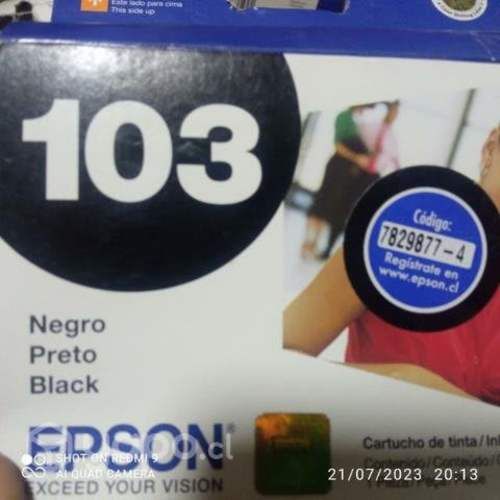 Este lado para cima
This side up
103
Código:
7829877-4
Regístrate en
www.epson.cl
Negro
Preto
Black
EPSON
EXCEED YOUR VISION
Cartucho de tinta/
SHOT ON REDMI 9
AI QUAD CAMERA
21/07/2023 20:13